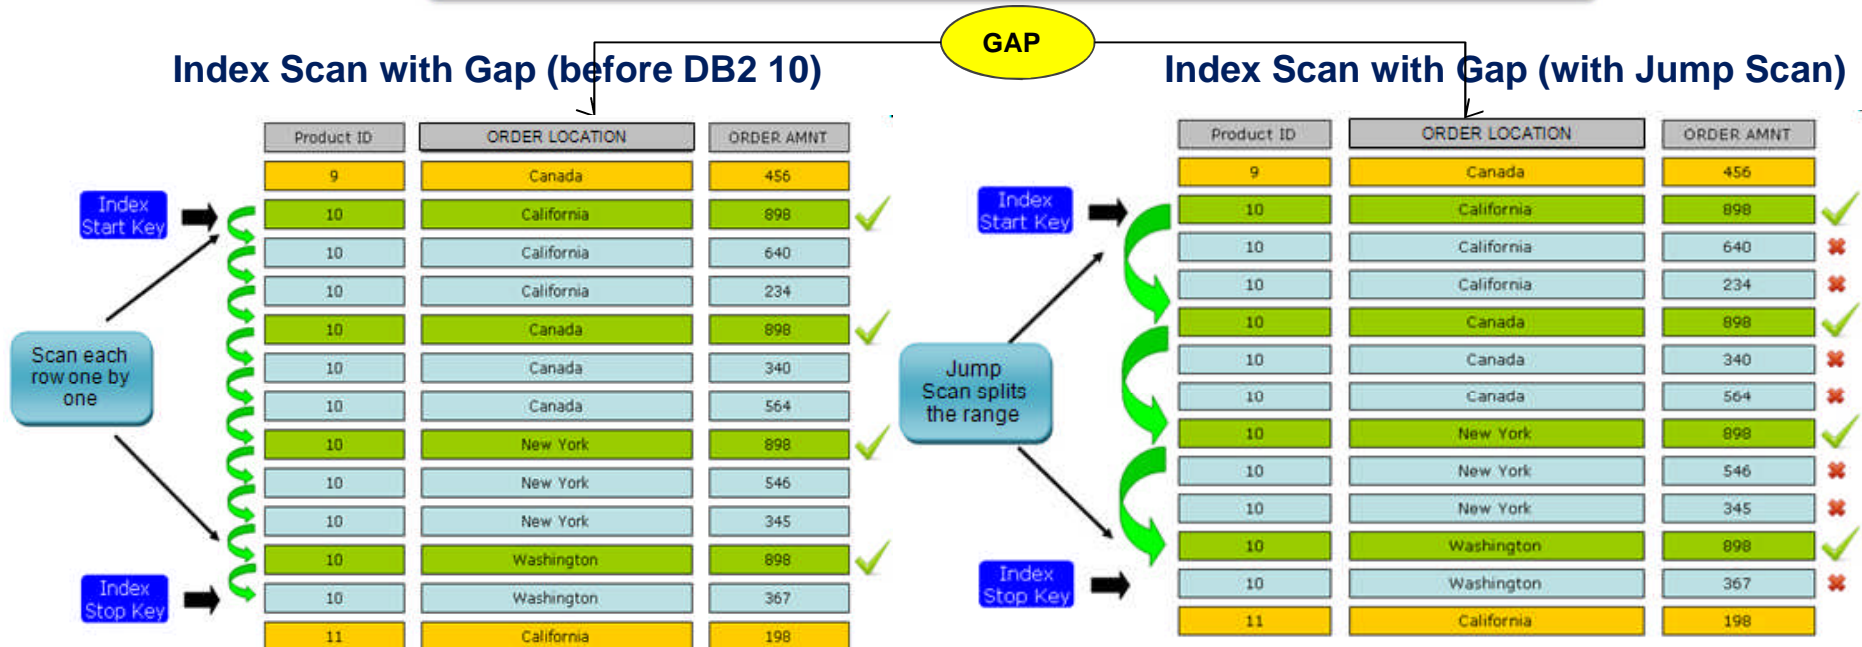 GAP
Index Scan with Gap (before DB2 10)
Product ID ORDER LOCATION ORDER AMNT
9 Canada 456
Index
Start Key
10 California 898
10 California 640
10 California 234
10 Canada 898
Scan each
row one by
one
10 Canada 340
10 Canada 564
10 New York 898
10 New York 546
10 New York 345
10 Washington 898
Index
Stop Key
10 Washington 367
11 California 198
Index Scan with Gap (with Jump Scan)
Product ID ORDER LOCATION ORDER AMNT
9 Canada 456
Index
Start Key
10 California 898
10 California 640
10 California 234
10 Canada 898
Jump
Scan splits
the range
10 Canada 340
10 Canada 564
10 New York 898
10 New York 546
10 New York 345
10 Washington 898
Index
Stop Key
10 Washington 367
11 California 198